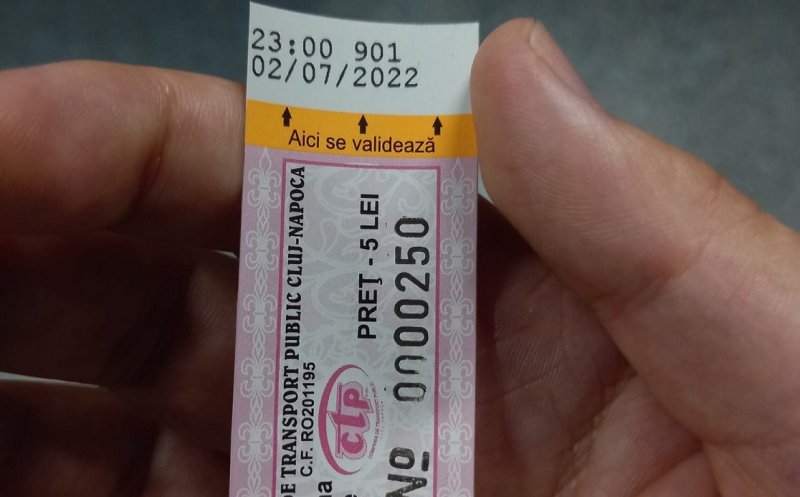 23:00 901
02/07/2022
Aici se validează
DE TRANSPORT PUBLIC CLUJ-NAPOCA
C.F. RO201195
ctp
PREŢ - 5 LEI
Nº 0000250